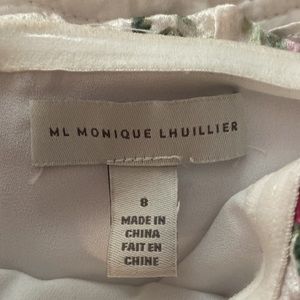 ML MONIQUE LHUILLIER
8
MADE IN
CHINA
FAIT EN
CHINE